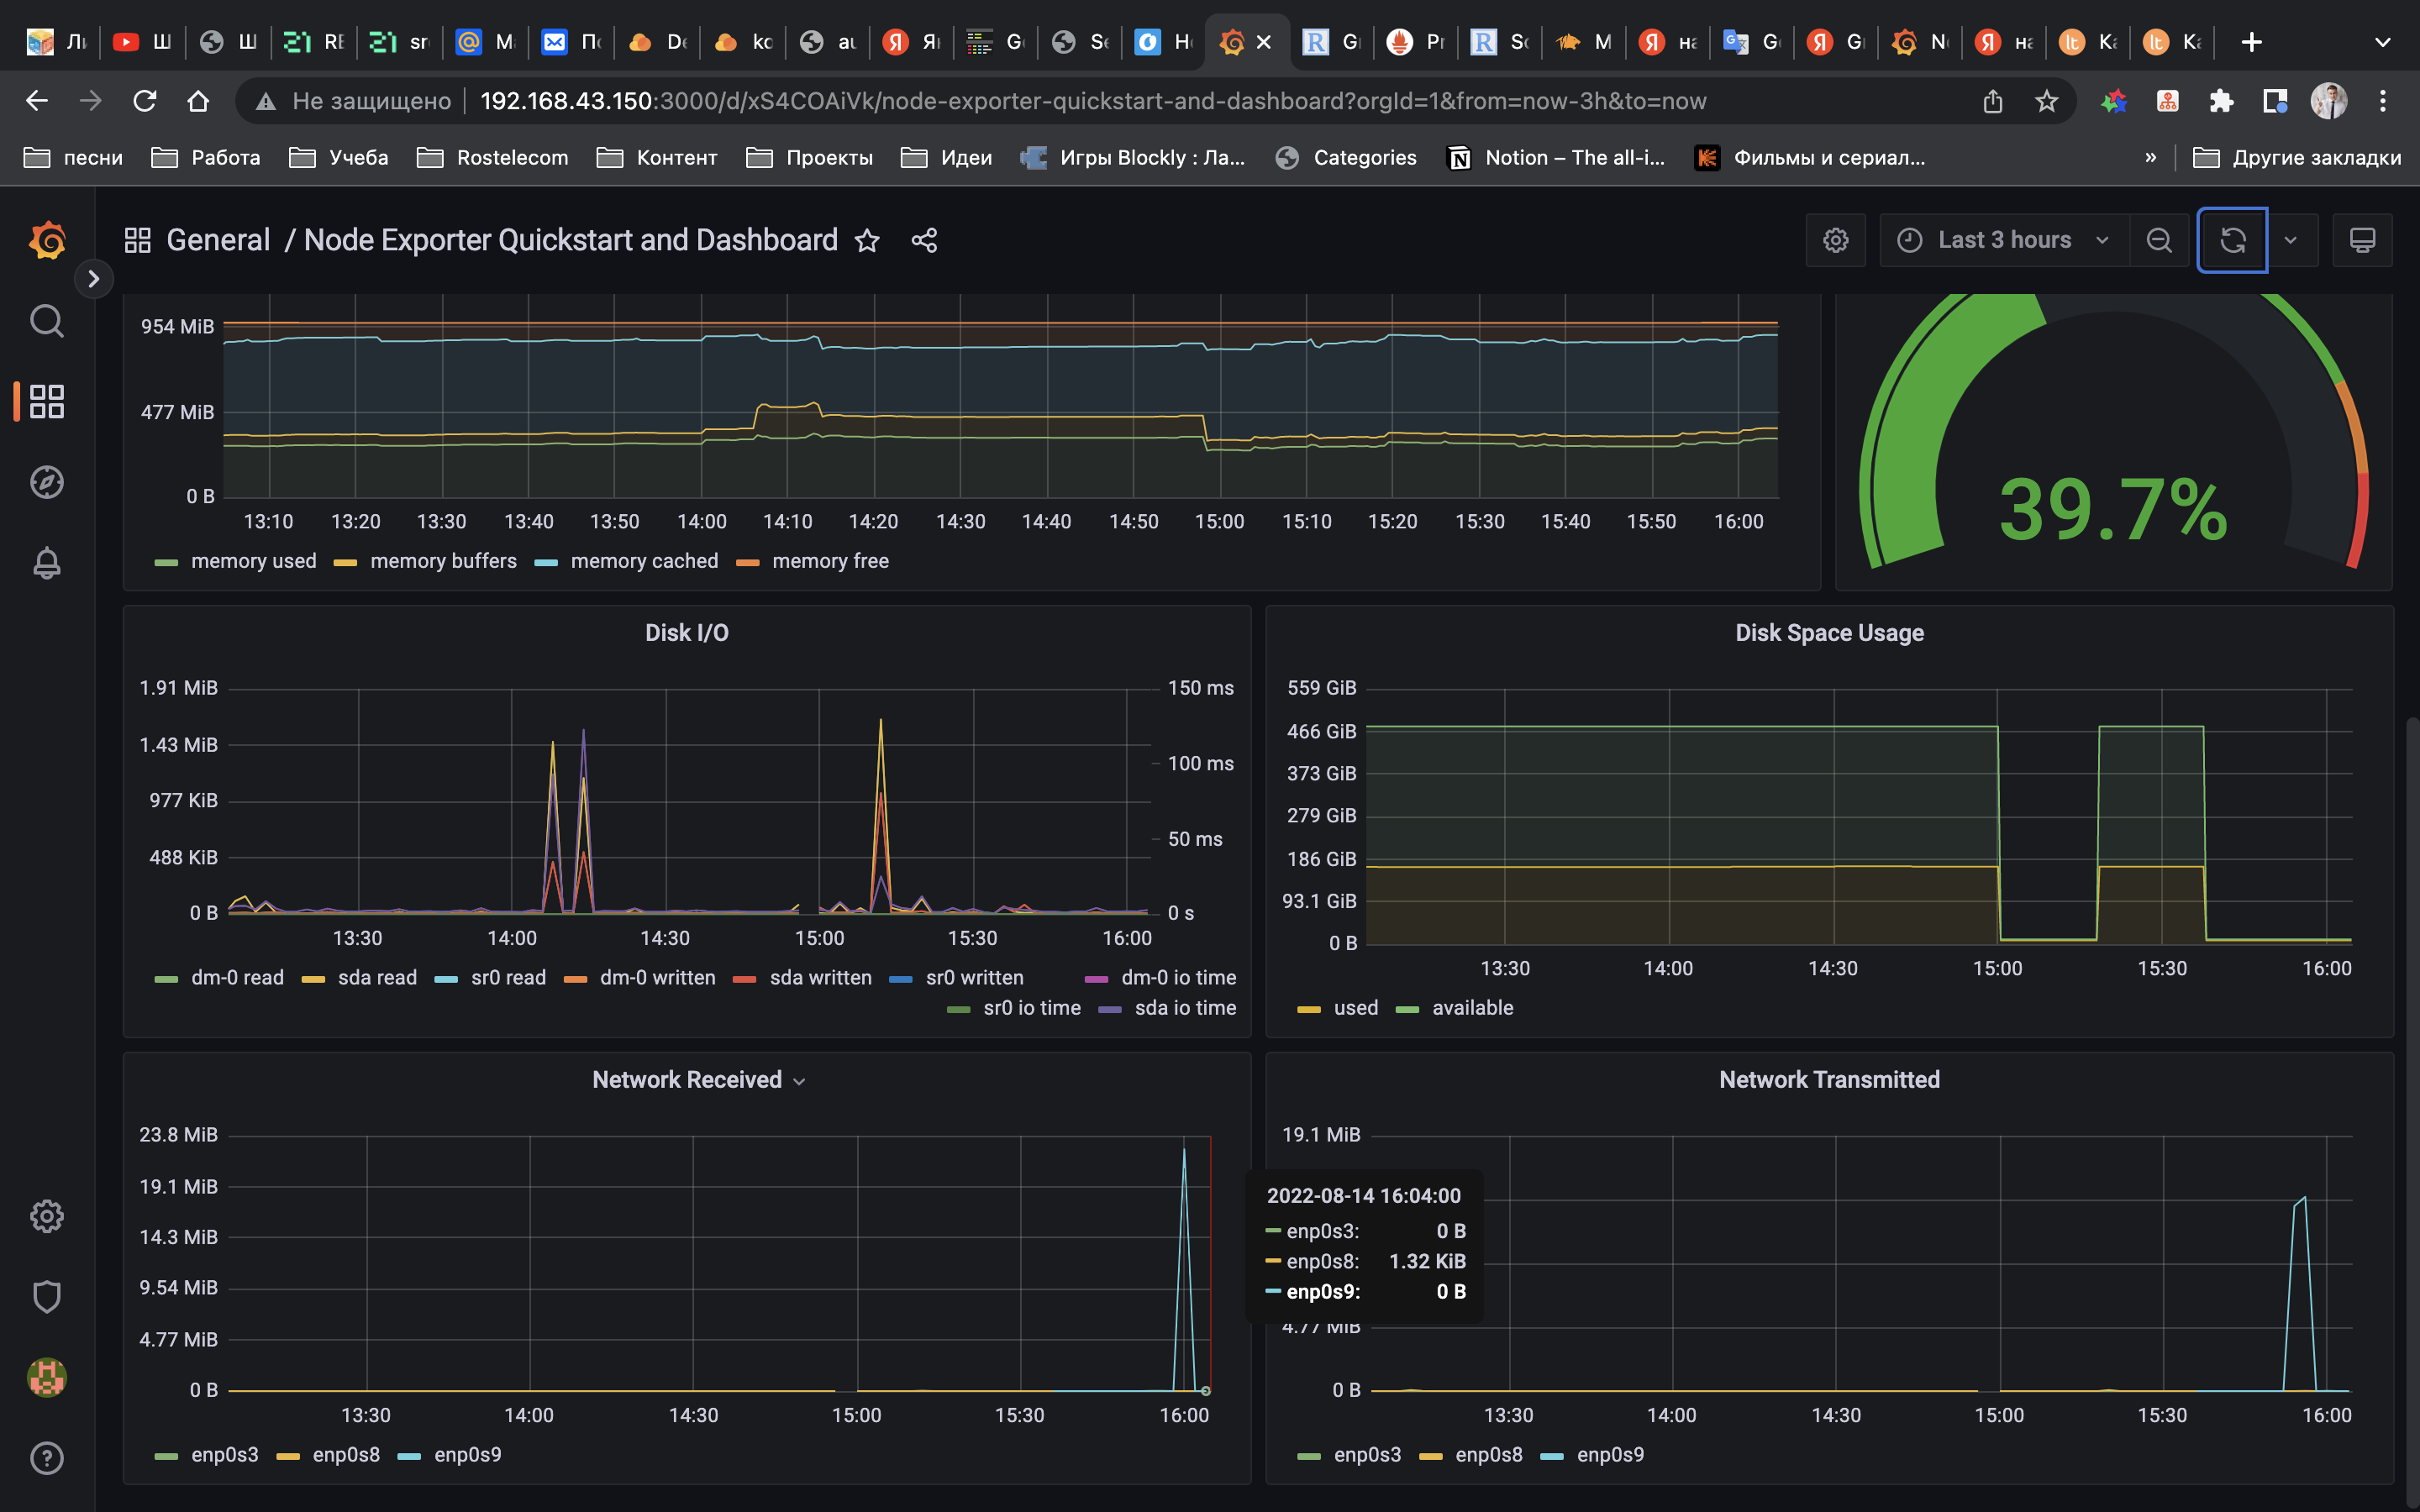 Ли Ш Ш RE sr М П De ko au Я G Se H G Pr So M на G G N на Ka Ka
Не защищено 192.168.43.150:3000/d/xS4COAiVk/node-exporter-quickstart-and-dashboard?orgId=1&from=now-3h&to=now
песни Работа Учеба Rostelecom Контент Проекты Идеи Игры Blockly : Ла... Categories Notion – The all-i... Фильмы и сериал... » Другие закладки
General / Node Exporter Quickstart and Dashboard Last 3 hours
954 MiB
477 MiB
0 B
13:10 13:20 13:30 13:40 13:50 14:00 14:10 14:20 14:30 14:40 14:50 15:00 15:10 15:20 15:30 15:40 15:50 16:00
memory used memory buffers memory cached memory free
39.7%
Disk I/O
1.91 MiB
1.43 MiB
977 KiB
488 KiB
0 B
150 ms
100 ms
50 ms
0 s
13:30 14:00 14:30 15:00 15:30 16:00
dm-0 read sda read sr0 read dm-0 written sda written sr0 written dm-0 io time
sr0 io time sda io time
Disk Space Usage
559 GiB
466 GiB
373 GiB
279 GiB
186 GiB
93.1 GiB
0 B
13:30 14:00 14:30 15:00 15:30 16:00
used available
Network Received
23.8 MiB
19.1 MiB
14.3 MiB
9.54 MiB
4.77 MiB
0 B
13:30 14:00 14:30 15:00 15:30 16:00
enp0s3 enp0s8 enp0s9
Network Transmitted
19.1 MiB
2022-08-14 16:04:00
enp0s3: 0 B
enp0s8: 1.32 KiB
enp0s9: 0 B
4.77 MiB
0 B
13:30 14:00 14:30 15:00 15:30 16:00
enp0s3 enp0s8 enp0s9